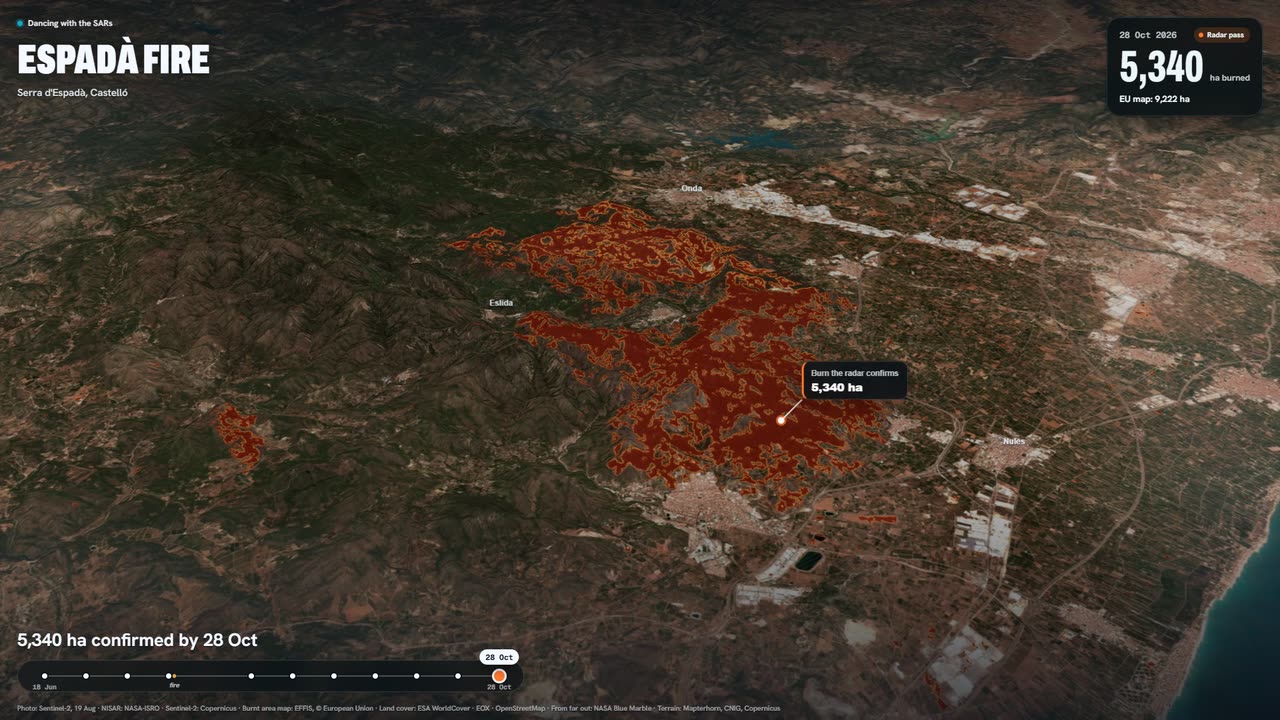 Dancing with the SARs
ESPADÀ FIRE
Serra d'Espadà, Castelló
28 Oct 2026
Radar pass
5,340 ha burned
EU map: 9,222 ha
Onda
Eslida
Burn the radar confirms
5,340 ha
Nules
5,340 ha confirmed by 28 Oct
28 Oct
fire
18 Jun
28 Oct
Photo: Sentinel-2, 19 Aug · NISAR: NASA-ISRO · Sentinel-2: Copernicus · Burnt area map: EFFIS, © European Union · Land cover: ESA WorldCover · EOX · OpenStreetMap · From far out: NASA Blue Marble · Terrain: Mapterhorn, CNIG, Copernicus